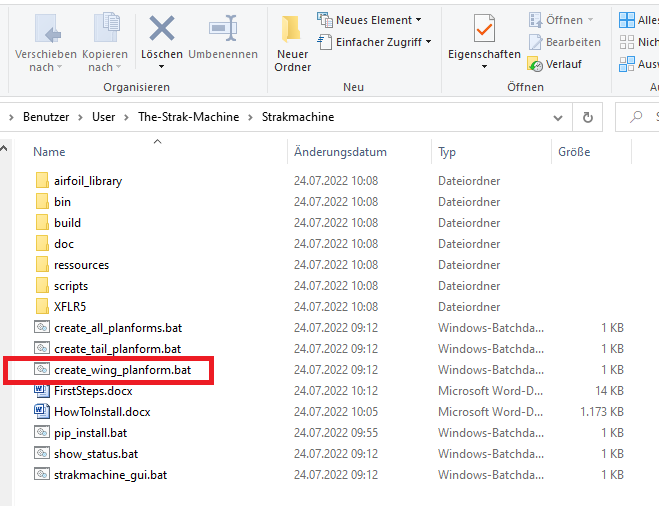 Verschieben nach
Kopieren nach
Löschen
Umbenennen
Neuer Ordner
Neues Element
Einfacher Zugriff
Eigenschaften
Öffnen
Bearbeiten
Verlauf
Alles
Nich
Ausw
Organisieren
Neu
Öffnen
Benutzer > User > The-Strak-Machine > Strakmachine
Name Änderungsdatum Typ Größe
airfoil_library 24.07.2022 10:08 Dateiordner
bin 24.07.2022 10:08 Dateiordner
build 24.07.2022 10:08 Dateiordner
doc 24.07.2022 10:08 Dateiordner
ressources 24.07.2022 10:08 Dateiordner
scripts 24.07.2022 10:08 Dateiordner
XFLR5 24.07.2022 10:08 Dateiordner
create_all_planforms.bat 24.07.2022 09:12 Windows-Batchda... 1 KB
create_tail_planform.bat 24.07.2022 09:12 Windows-Batchda... 1 KB
create_wing_planform.bat 24.07.2022 09:12 Windows-Batchda... 1 KB
FirstSteps.docx 24.07.2022 10:12 Microsoft Word-D... 14 KB
HowToInstall.docx 24.07.2022 10:05 Microsoft Word-D... 1.173 KB
pip_install.bat 24.07.2022 09:55 Windows-Batchda... 1 KB
show_status.bat 24.07.2022 09:12 Windows-Batchda... 1 KB
strakmachine_gui.bat 24.07.2022 09:12 Windows-Batchda... 1 KB